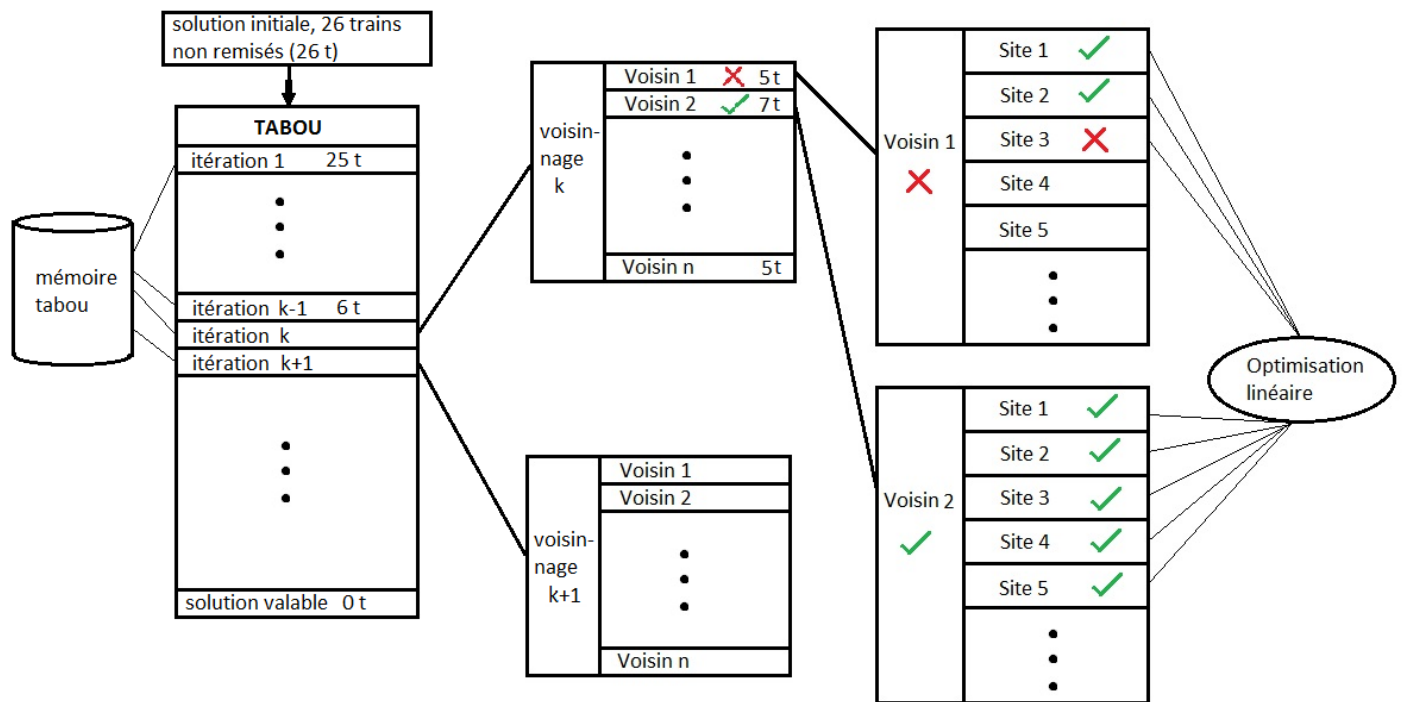 solution initiale, 26 trains
non remisés (26 t)
TABOU
itération 1 25 t
itération k-1 6 t
itération k
itération k+1
solution valable 0 t
mémoire
tabou
voisin-
nage
k
Voisin 1 5 t
Voisin 2 7 t
Voisin n 5t
voisin-
nage
k+1
Voisin 1
Voisin 2
Voisin n
Voisin 1
Site 1
Site 2
Site 3
Site 4
Site 5
Voisin 2
Site 1
Site 2
Site 3
Site 4
Site 5
Optimisation
linéaire